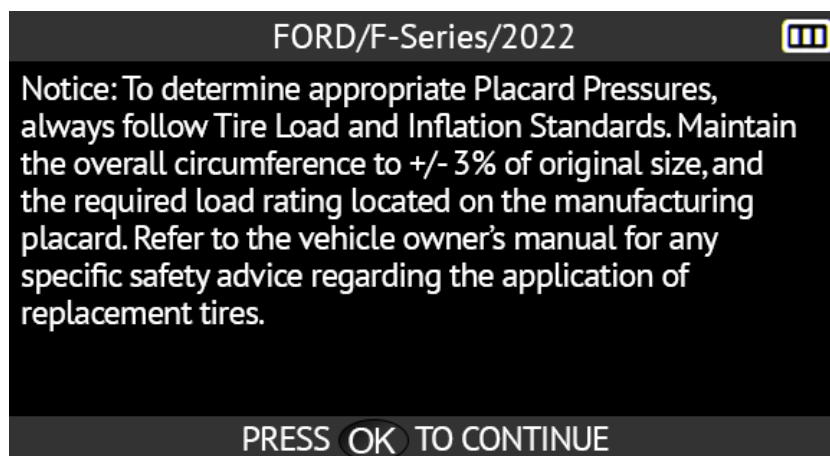 FORD/F-Series/2022
Notice: To determine appropriate Placard Pressures,
always follow Tire Load and Inflation Standards. Maintain
the overall circumference to +/- 3% of original size, and
the required load rating located on the manufacturing
placard. Refer to the vehicle owner's manual for any
specific safety advice regarding the application of
replacement tires.
PRESS OK TO CONTINUE